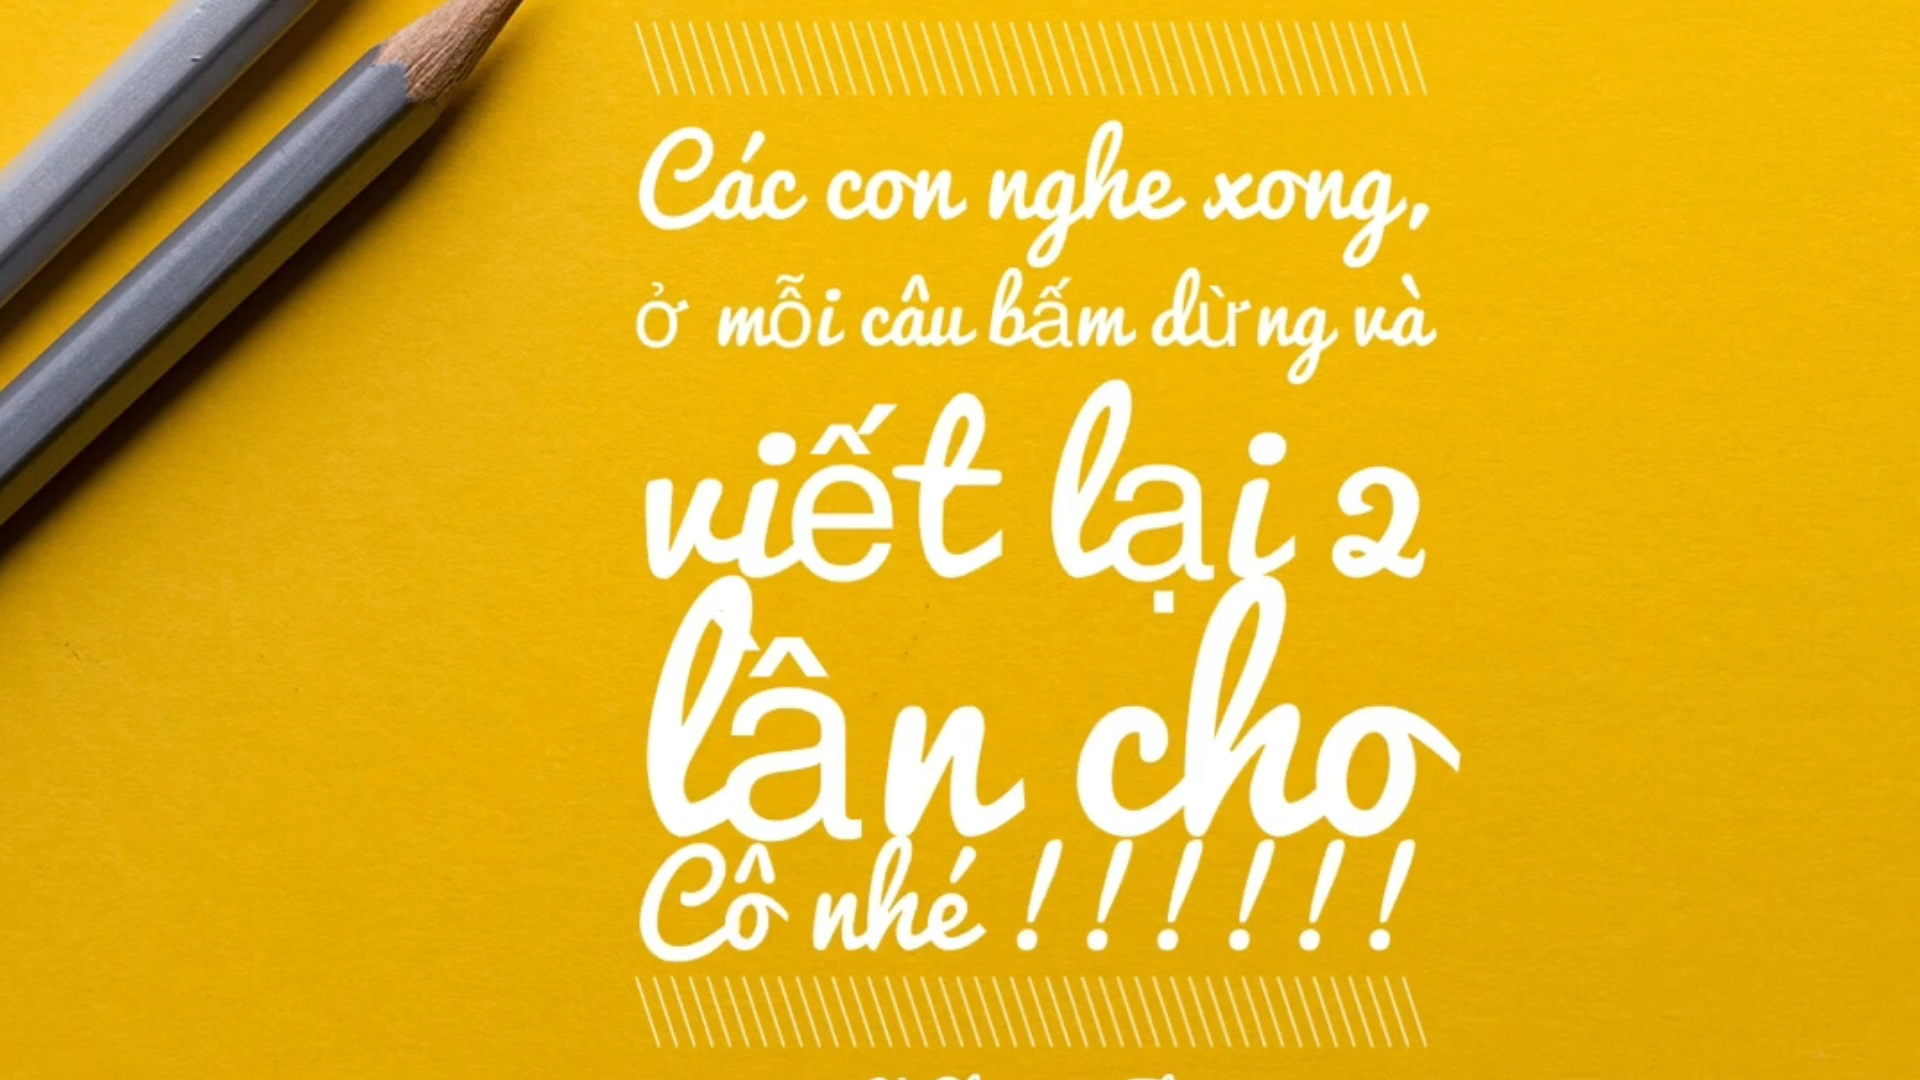 Các con nghe xong,
ở mỗi câu bấm dừng và
viết lại 2
lần cho
Cô nhé !!!!!!